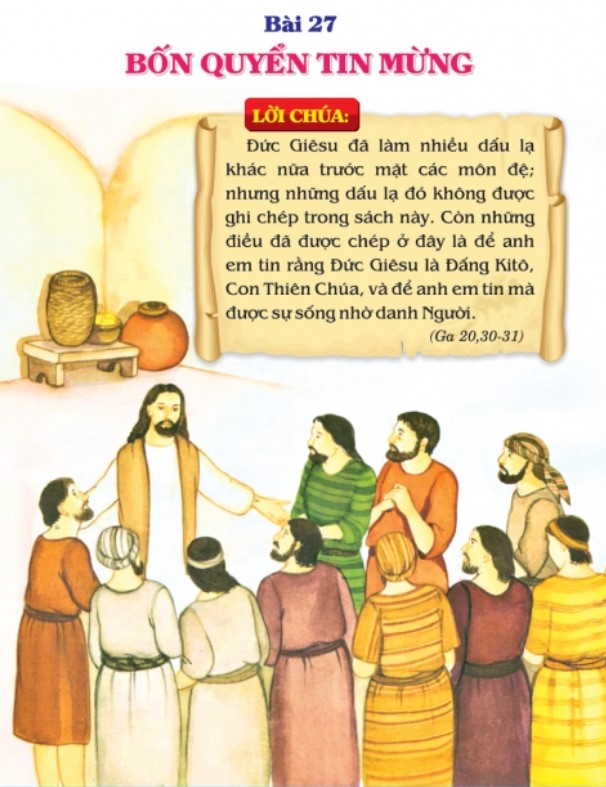 Bài 27
BỐN QUYỂN TIN MỪNG
LỜI CHÚA:
Đức Giêsu đã làm nhiều dấu lạ
khác nữa trước mặt các môn đệ;
nhưng những dấu lạ đó không được
ghi chép trong sách này. Còn những
điều đã được chép ở đây là để anh
em tin rằng Đức Giêsu là Đấng Kitô,
Con Thiên Chúa, và để anh em tin mà
được sự sống nhờ danh Người.
(Ga 20,30-31)